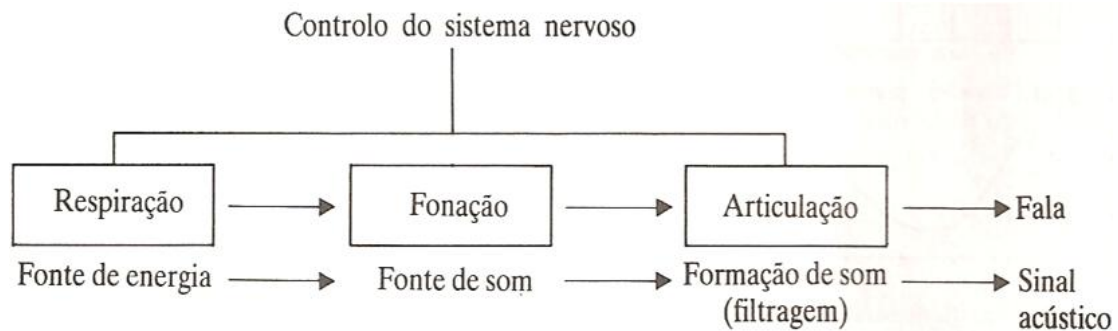 Controlo do sistema nervoso
Respiração
Fonação
Articulação
Fala
Fonte de energia
Fonte de som
Formação de som
(filtragem)
Sinal
acústico